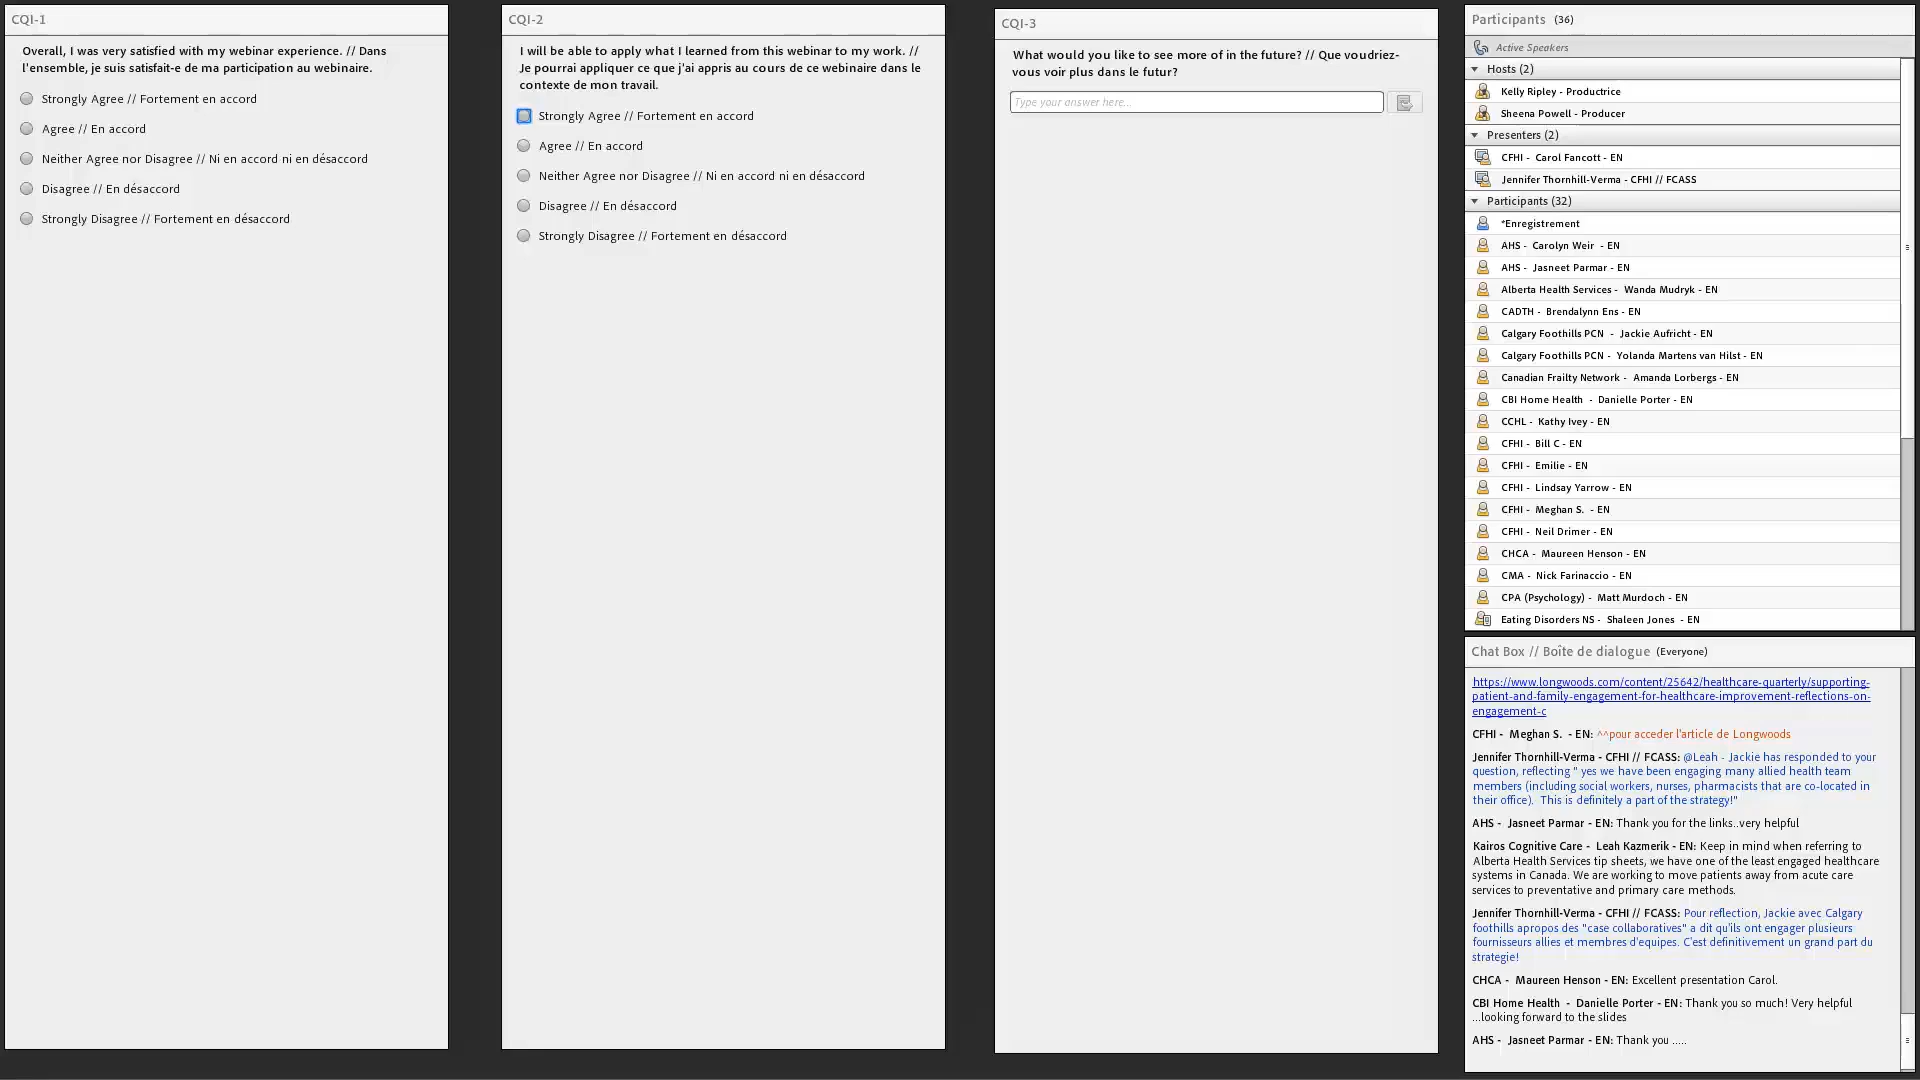 CQI-1
Overall, I was very satisfied with my webinar experience. // Dans
l'ensemble, je suis satisfait-e de ma participation au webinaire.
Strongly Agree // Fortement en accord
Agree // En accord
Neither Agree nor Disagree // Ni en accord ni en désaccord
Disagree // En désaccord
Strongly Disagree // Fortement en désaccord
CQI-2
I will be able to apply what I learned from this webinar to my work. //
Je pourrai appliquer ce que j'ai appris au cours de ce webinaire dans le
contexte de mon travail.
Strongly Agree // Fortement en accord
Agree // En accord
Neither Agree nor Disagree // Ni en accord ni en désaccord
Disagree // En désaccord
Strongly Disagree // Fortement en désaccord
CQI-3
What would you like to see more of in the future? // Que voudriez-
vous voir plus dans le futur?
Type your answer here...
Participants (36)
Active Speakers
Hosts (2)
Kelly Ripley - Productrice
Sheena Powell - Producer
Presenters (2)
CFHI - Carol Fancott - EN
Jennifer Thornhill-Verma - CFHI // FCASS
Participants (32)
*Enregistrement
AHS - Carolyn Weir - EN
AHS - Jasneet Parmar - EN
Alberta Health Services - Wanda Mudryk - EN
CADTH - Brendalynn Ens - EN
Calgary Foothills PCN - Jackie Aufricht - EN
Calgary Foothills PCN - Yolanda Martens van Hilst - EN
Canadian Frailty Network - Amanda Lorbergs - EN
CBI Home Health - Danielle Porter - EN
CCHL - Kathy Ivey - EN
CFHI - Bill C - EN
CFHI - Emilie - EN
CFHI - Lindsay Yarrow - EN
CFHI - Meghan S. - EN
CFHI - Neil Drimer - EN
CHCA - Maureen Henson - EN
CMA - Nick Farinaccio - EN
CPA (Psychology) - Matt Murdoch - EN
Eating Disorders NS - Shaleen Jones - EN
Chat Box // Boîte de dialogue (Everyone)
https://www.longwoods.com/content/25642/healthcare-quarterly/supporting-
patient-and-family-engagement-for-healthcare-improvement-reflections-on-
engagement-c
CFHI - Meghan S. - EN: ^^pour acceder l'article de Longwoods
Jennifer Thornhill-Verma - CFHI // FCASS: @Leah - Jackie has responded to your
question, reflecting " yes we have been engaging many allied health team
members (including social workers, nurses, pharmacists that are co-located in
their office). This is definitely a part of the strategy!"
AHS - Jasneet Parmar - EN: Thank you for the links..very helpful
Kairos Cognitive Care - Leah Kazmerik - EN: Keep in mind when referring to
Alberta Health Services tip sheets, we have one of the least engaged healthcare
systems in Canada. We are working to move patients away from acute care
services to preventative and primary care methods.
Jennifer Thornhill-Verma - CFHI // FCASS: Pour reflection, Jackie avec Calgary
foothills apropos des "case collaboratives" a dit qu'ils ont engager plusieurs
fournisseurs allies et membres d'equipes. C'est definitivement un grand part du
strategie!
CHCA - Maureen Henson - EN: Excellent presentation Carol.
CBI Home Health - Danielle Porter - EN: Thank you so much! Very helpful
...looking forward to the slides
AHS - Jasneet Parmar - EN: Thank you .....